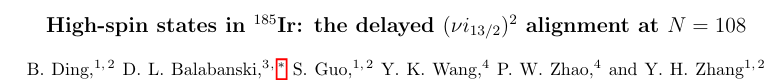 High-spin states in ¹⁸⁵Ir: the delayed (νi₁₃/₂)² alignment at N = 108
B. Ding,¹,² D. L. Balabanski,³,* S. Guo,¹,² Y. K. Wang,⁴ P. W. Zhao,⁴ and Y. H. Zhang¹,²